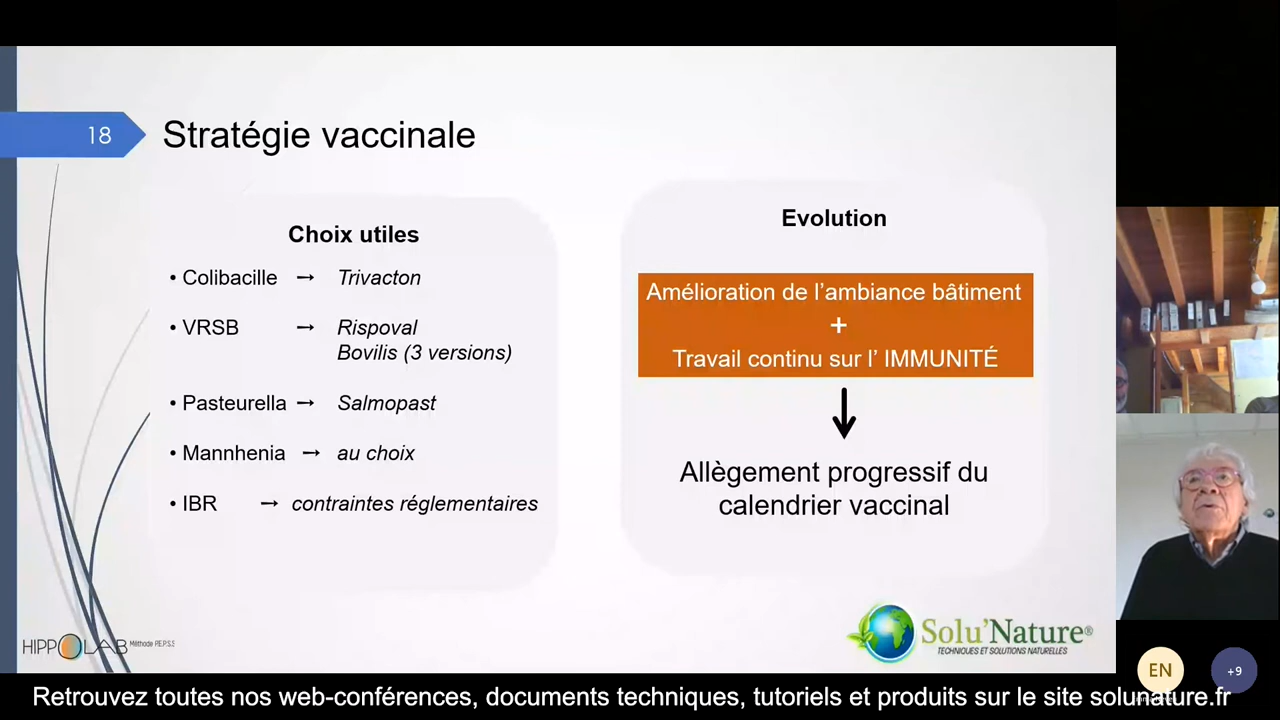 18
Stratégie vaccinale
Choix utiles
• Colibacille → Trivacton
• VRSB → Rispoval
Bovilis (3 versions)
• Pasteurella → Salmopast
• Mannhenia → au choix
• IBR → contraintes réglementaires
Evolution
Amélioration de l’ambiance bâtiment
+
Travail continu sur l’ IMMUNITÉ
Allègement progressif du
calendrier vaccinal
HIPPOLAB Méthode P.E.P.S.S
Solu’Nature®
TECHNIQUES ET SOLUTIONS NATURELLES
EN
+9
Retrouvez toutes nos web-conférences, documents techniques, tutoriels et produits sur le site solunature.fr